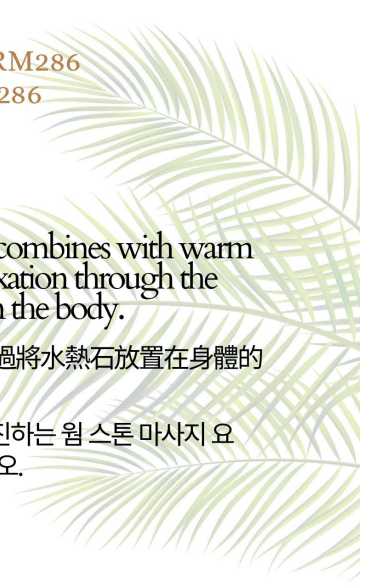 RM286
286
combines with warm
xation through the
the body.
過將水熱石放置在身體的
진하는 웜 스톤 마사지 요
오.